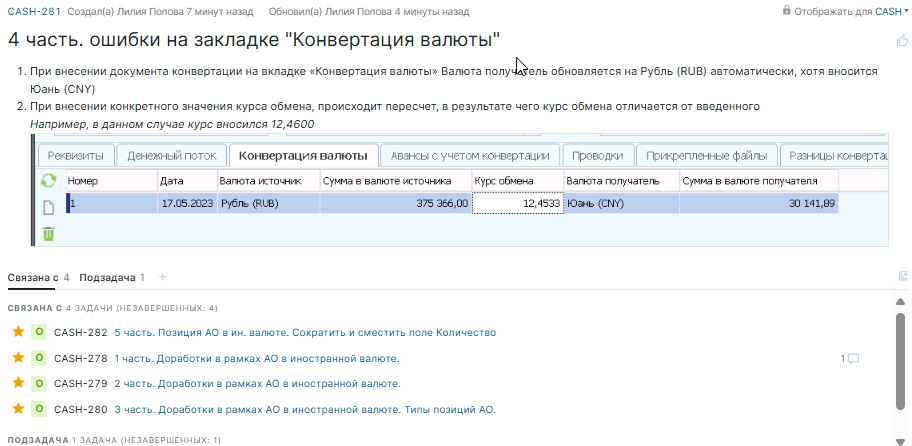 CASH-281 Создал(а) Лилия Попова 7 минут назад Обновил(а) Лилия Попова 4 минуты назад Отображать для CASH
4 часть. ошибки на закладке "Конвертация валюты"
1. При внесении документа конвертации на вкладке «Конвертация валюты» Валюта получатель обновляется на Рубль (RUB) автоматически, хотя вносится
Юань (CNY)
2. При внесении конкретного значения курса обмена, происходит пересчет, в результате чего курс обмена отличается от введенного
Например, в данном случае курс вносился 12,4600
Реквизиты Денежный поток Конвертация валюты Авансы с учетом конвертации Проводки Прикрепленные файлы Разницы конверта
Номер Дата Валюта источник Сумма в валюте источника Курс обмена Валюта получатель Сумма в валюте получателя
1 17.05.2023 Рубль (RUB) 375 366,00 12,4533 Юань (CNY) 30 141,89
Связана с 4 Подзадача 1 +
СВЯЗАНА С 4 ЗАДАЧИ (НЕЗАВЕРШЕННЫХ: 4)
О CASH-282 5 часть. Позиция АО в ин. валюте. Сократить и сместить поле Количество
О CASH-278 1 часть. Доработки в рамках АО в иностранной валюте. 1
О CASH-279 2 часть. Доработки в рамках АО в иностранной валюте.
О CASH-280 3 часть. Доработки в рамках АО в иностранной валюте. Типы позиций АО.
ПОДЗАДАЧА 1 ЗАДАЧА (НЕЗАВЕРШЕННЫХ: 1)